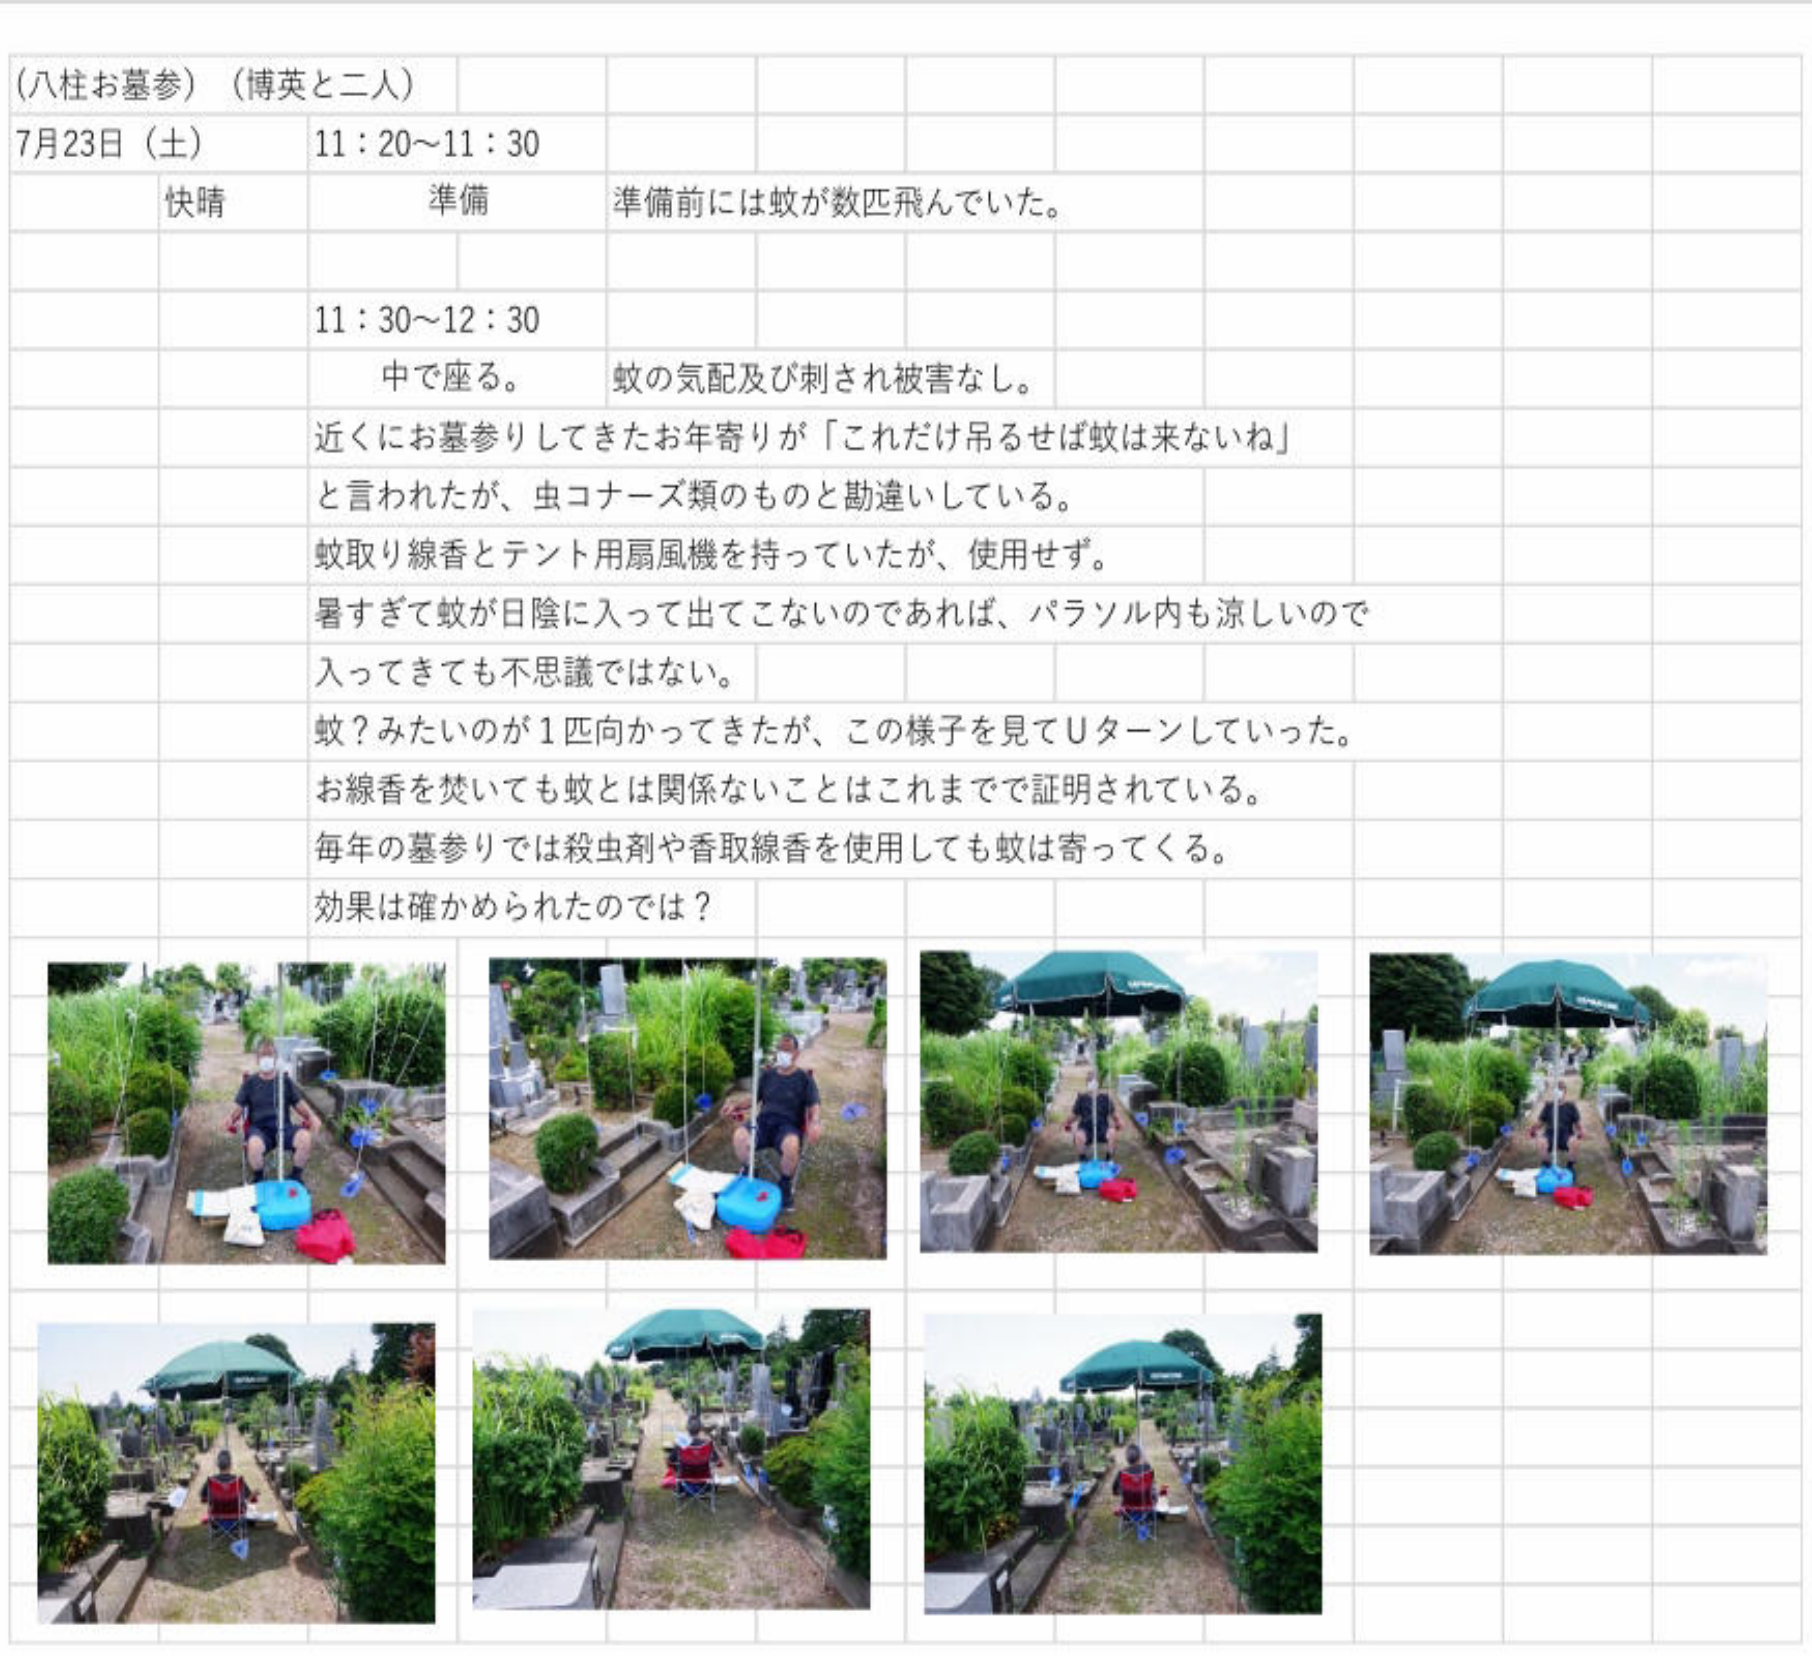 (八柱お墓参)（博英と二人）
7月23日（土） 11：20〜11：30
快晴 準備 準備前には蚊が数匹飛んでいた。
11：30〜12：30
中で座る。 蚊の気配及び刺され被害なし。
近くにお墓参りしてきたお年寄りが「これだけ吊るせば蚊は来ないね」
と言われたが、虫コナーズ類のものと勘違いしている。
蚊取り線香とテント用扇風機を持っていたが、使用せず。
暑すぎて蚊が日陰に入って出てこないのであれば、パラソル内も涼しいので
入ってきても不思議ではない。
蚊？みたいのが１匹向かってきたが、この様子を見てＵターンしていった。
お線香を焚いても蚊とは関係ないことはこれまでで証明されている。
毎年の墓参りでは殺虫剤や香取線香を使用しても蚊は寄ってくる。
効果は確かめられたのでは？